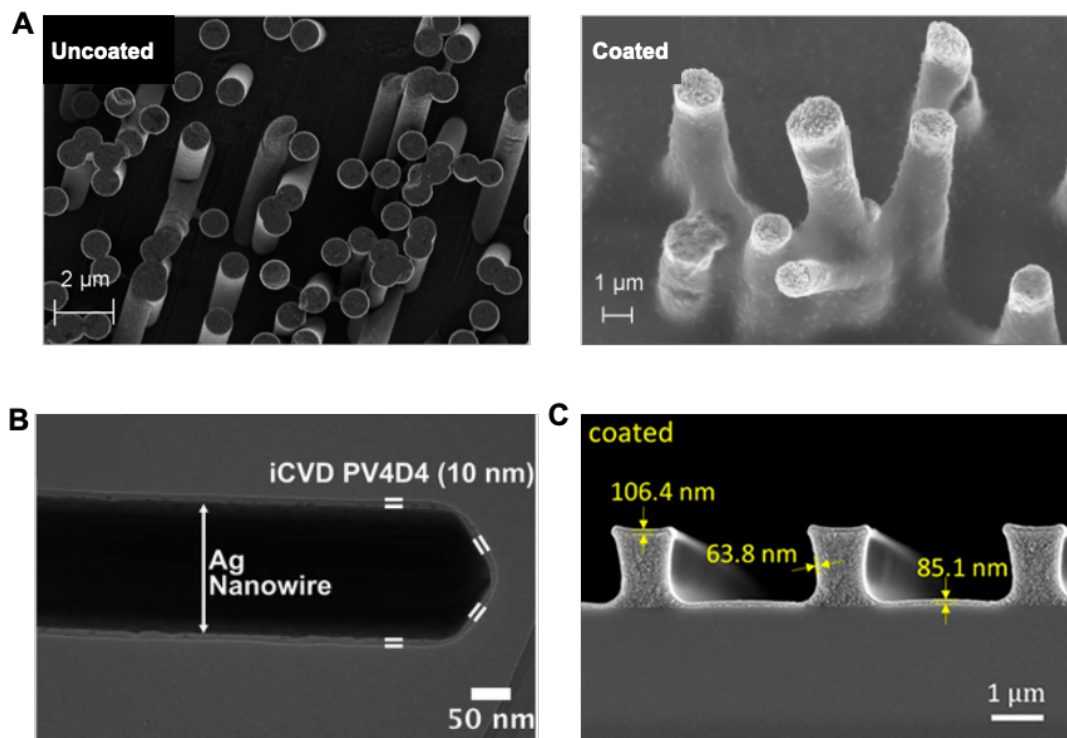 A
Uncoated
2 µm
Coated
1 µm
B
iCVD PV4D4 (10 nm)
Ag
Nanowire
50 nm
C
coated
106.4 nm
63.8 nm
85.1 nm
1 µm